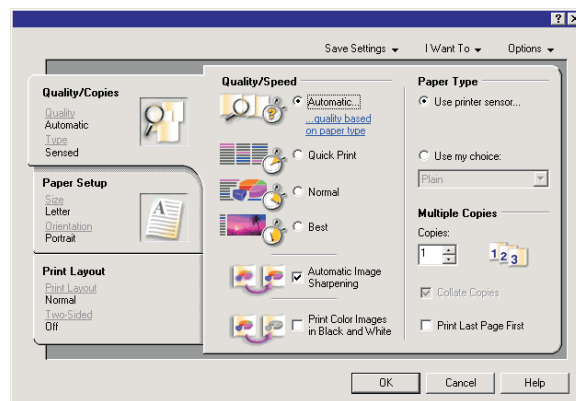 Save Settings
I Want To
Options
Quality/Copies
Quality
Automatic
Type
Sensed
Paper Setup
Size
Letter
Orientation
Portrait
Print Layout
Print Layout
Normal
Two-Sided
Off
Quality/Speed
Automatic...
...quality based
on paper type
Quick Print
Normal
Best
Automatic Image
Sharpening
Print Color Images
in Black and White
Paper Type
Use printer sensor...
Use my choice:
Plain
Multiple Copies
Copies:
1
1 2 3
Collate Copies
Print Last Page First
OK
Cancel
Help